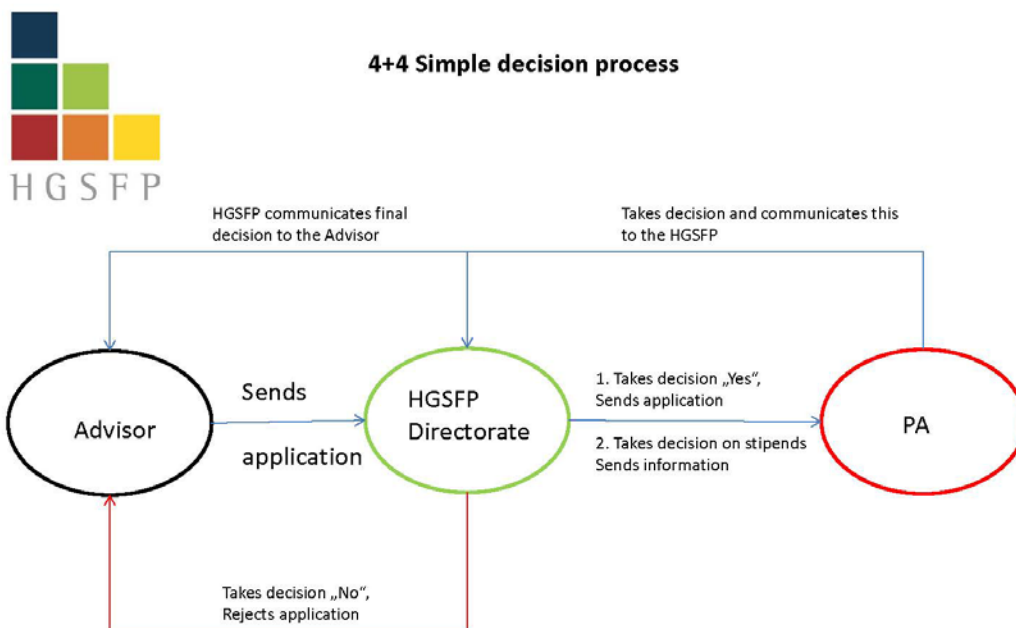 4+4 Simple decision process
HGSFP
HGSFP communicates final
decision to the Advisor
Takes decision and communicates this
to the HGSFP
Advisor
Sends
application
HGSFP
Directorate
1. Takes decision „Yes“,
Sends application
2. Takes decision on stipends
Sends information
PA
Takes decision „No“,
Rejects application